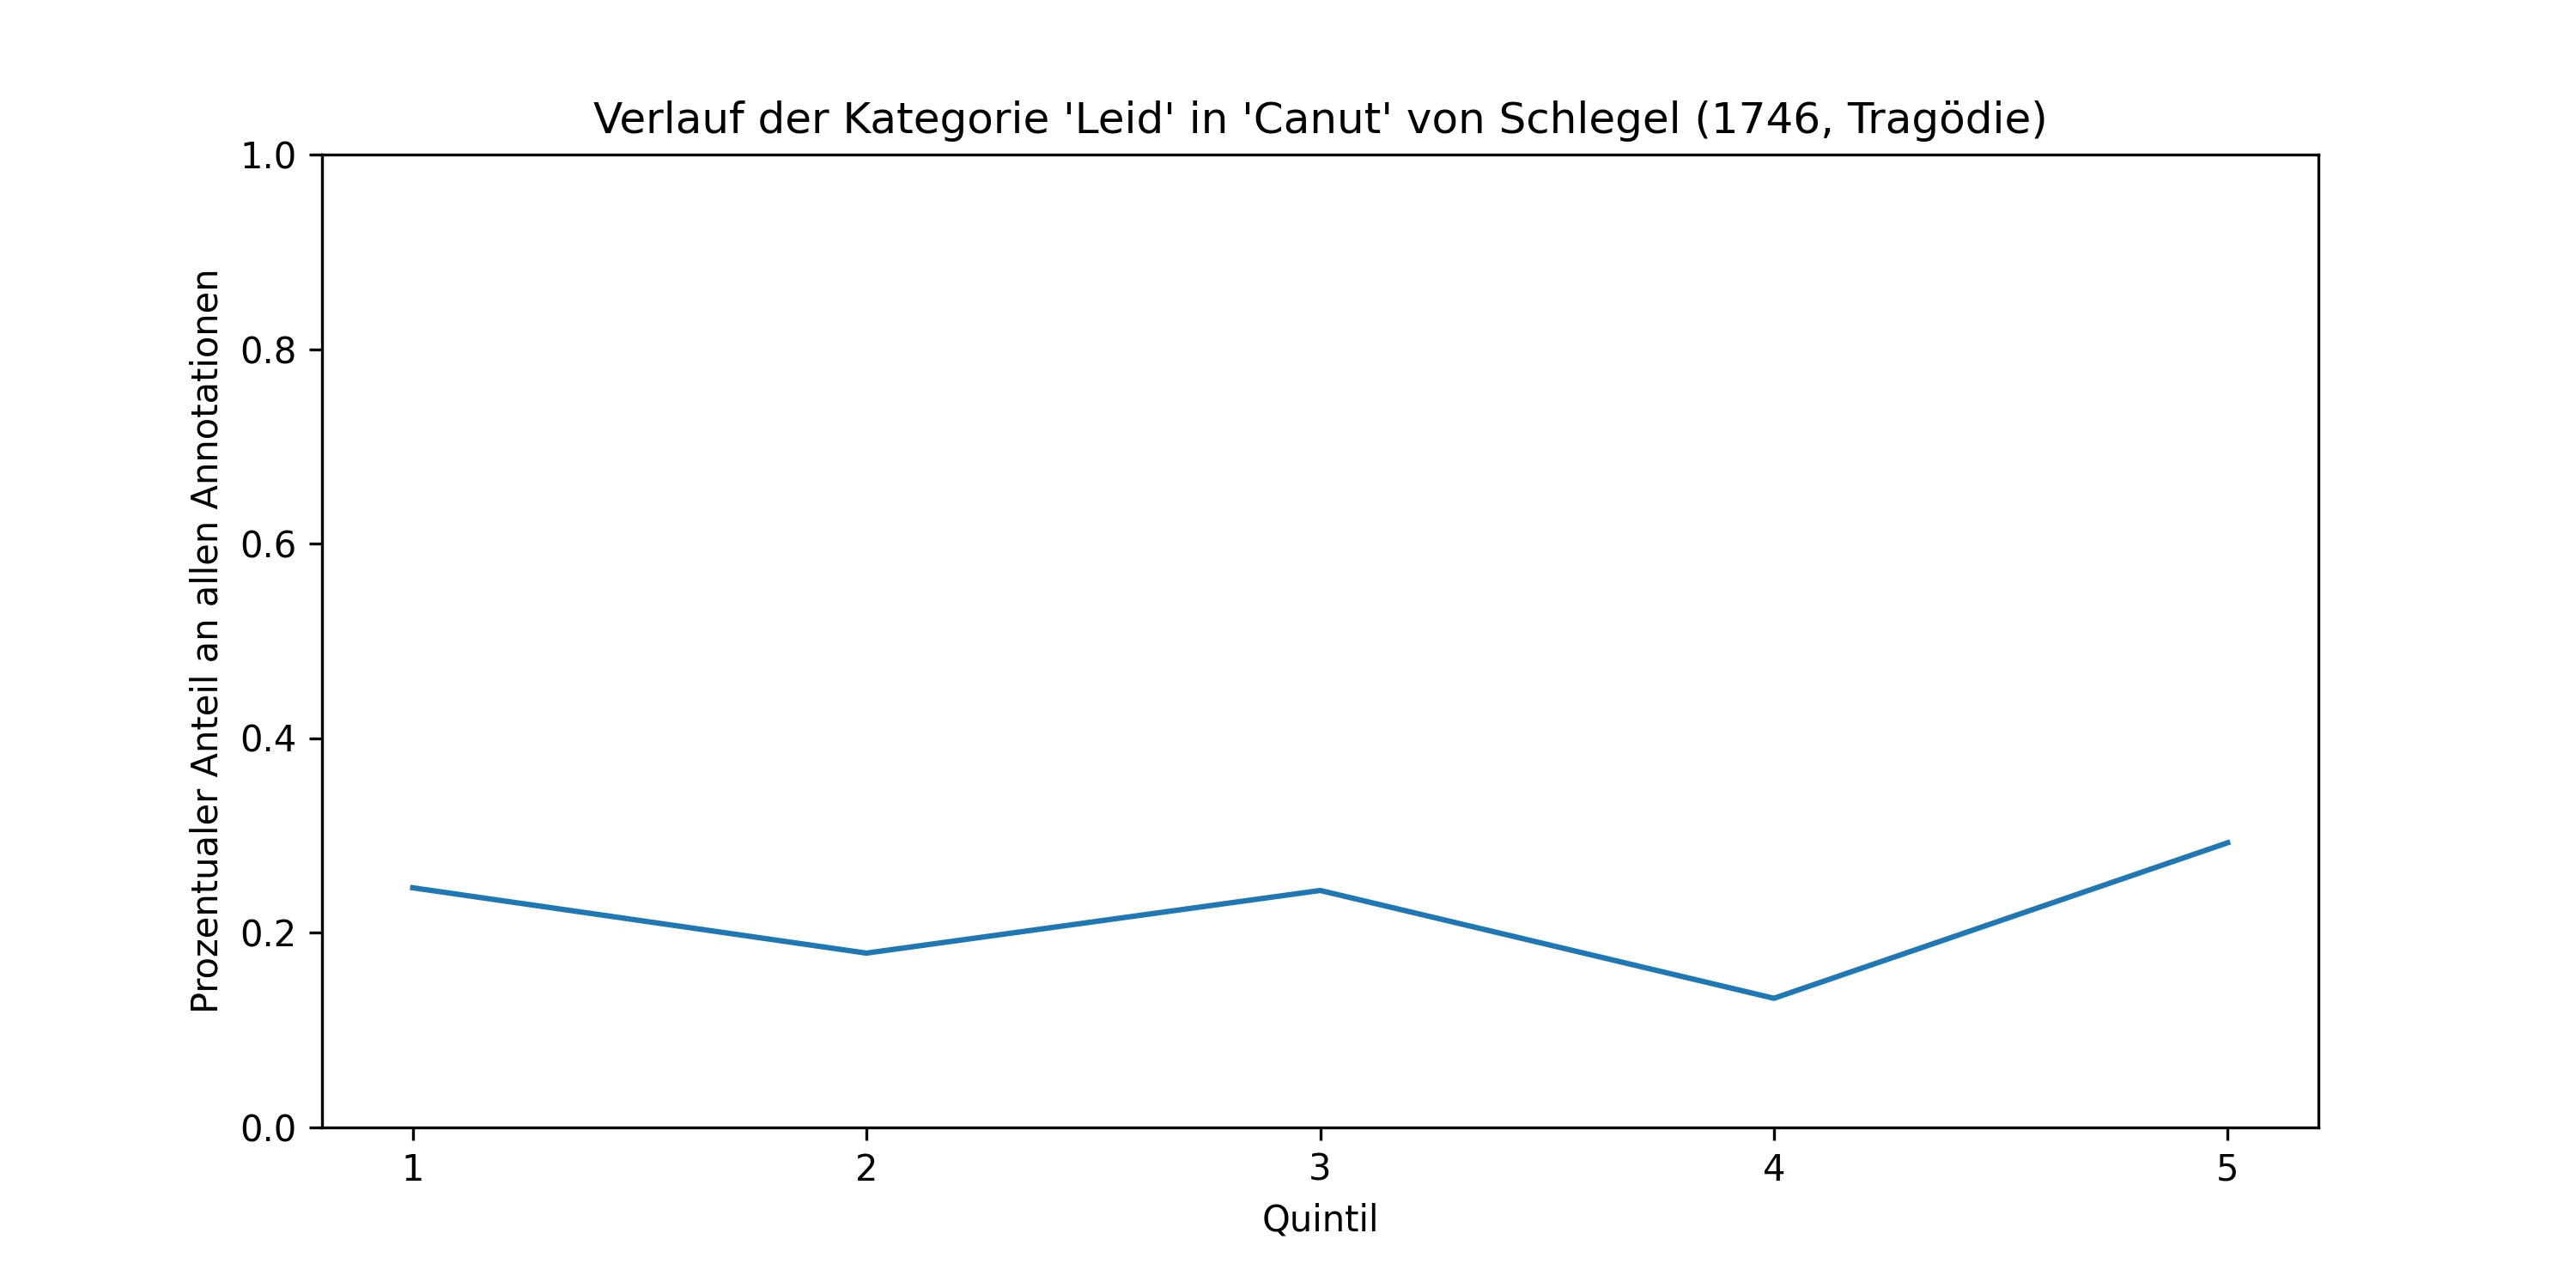 Verlauf der Kategorie 'Leid' in 'Canut' von Schlegel (1746, Tragödie)
Prozentualer Anteil an allen Annotationen
1.0
0.8
0.6
0.4
0.2
0.0
1 2 3 4 5
Quintil